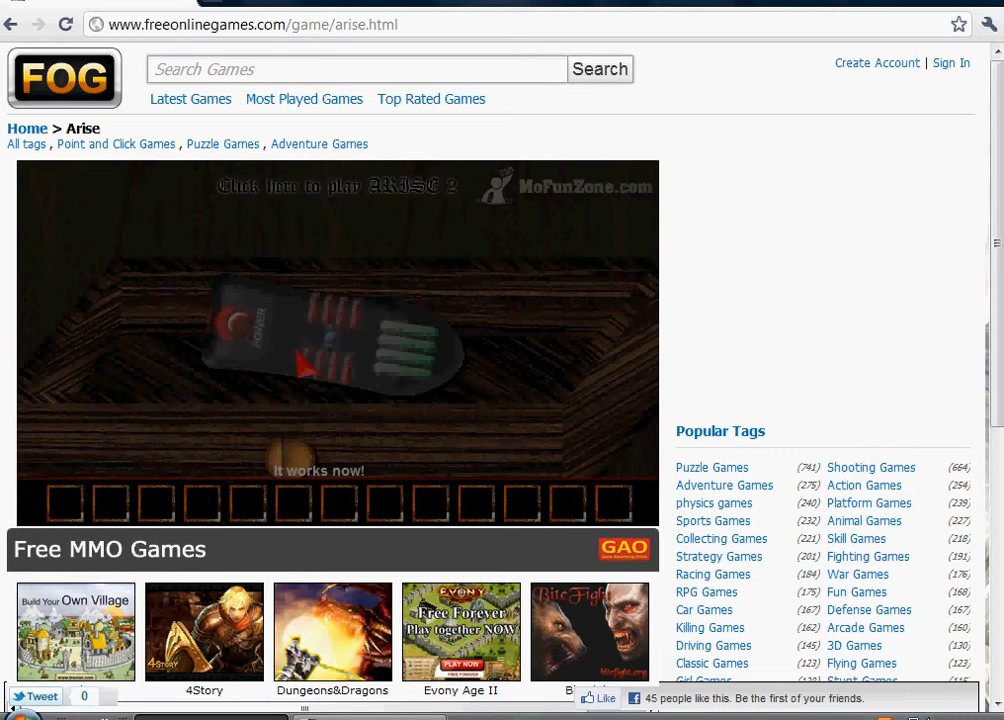 www.freeonlinegames.com/game/arise.html
FOG
Search Games
Search
Create Account | Sign In
Latest Games Most Played Games Top Rated Games
Home > Arise
All tags , Point and Click Games , Puzzle Games , Adventure Games
Click here to play ARISE 2
MoFunZone.com
POWER
It works now!
Popular Tags
Puzzle Games (741) Shooting Games (664)
Adventure Games (275) Action Games (254)
physics games (240) Platform Games (239)
Sports Games (232) Animal Games (227)
Collecting Games (221) Skill Games (218)
Strategy Games (201) Fighting Games (191)
Racing Games (184) War Games (176)
RPG Games (175) Fun Games (168)
Car Games (167) Defense Games (167)
Killing Games (162) Arcade Games (160)
Driving Games (145) 3D Games (130)
Classic Games (123) Flying Games (123)
Free MMO Games
GAO
Build Your Own Village
4STORY
EVONY
Free Forever
Play together NOW
PLAY NOW
BiteFight
4Story
Dungeons&Dragons
Evony Age II
Tweet 0
Like
45 people like this. Be the first of your friends.